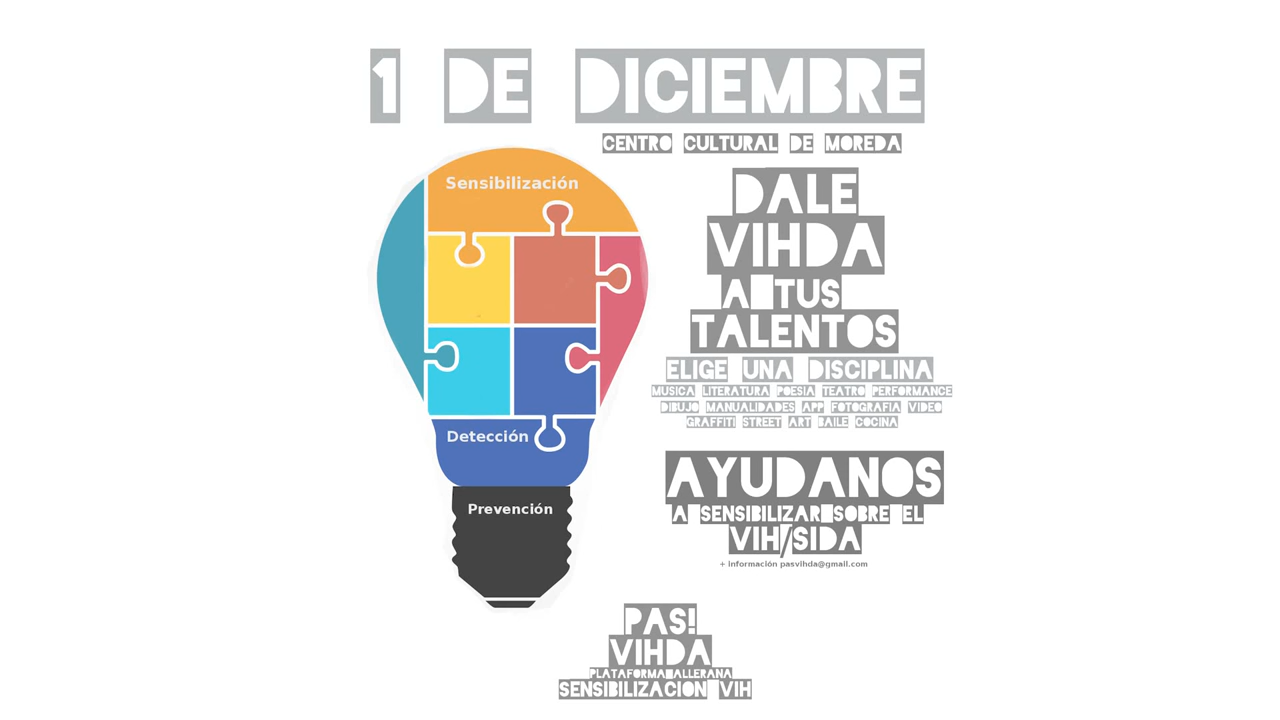 1 DE DICIEMBRE
CENTRO CULTURAL DE MOREDA
Sensibilización
Detección
Prevención
DALE
VIHDA
A TUS
TALENTOS
ELIGE UNA DISCIPLINA
MUSICA LITERATURA POESIA TEATRO PERFORMANCE
DIBUJO MANUALIDADES APP FOTOGRAFIA VIDEO
GRAFFITI STREET ART BAILE COCINA
AYUDANOS
A SENSIBILIZAR SOBRE EL
VIH/SIDA
+ información pasvihda@gmail.com
PAS!
VIHDA
PLATAFORMA ALLERANA
SENSIBILIZACION VIH